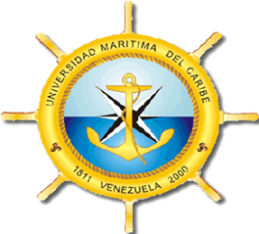 UNIVERSIDAD MARITIMA DEL CARIBE
1811 VENEZUELA 2000